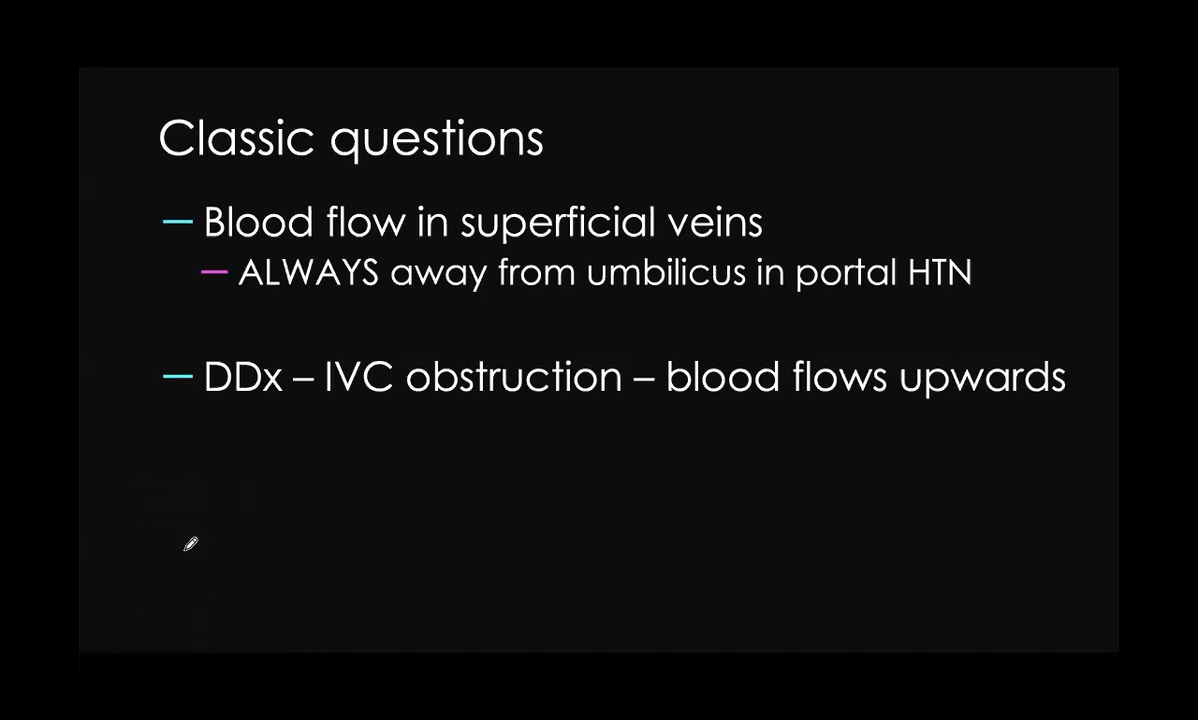 Classic questions
– Blood flow in superficial veins
– ALWAYS away from umbilicus in portal HTN
– DDx – IVC obstruction – blood flows upwards